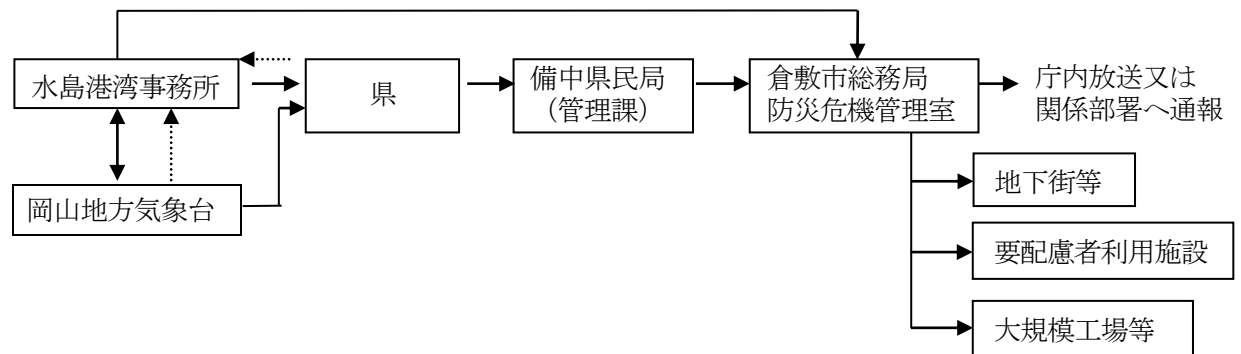 水島港湾事務所
県
備中県民局
（管理課）
倉敷市総務局
防災危機管理室
庁内放送又は
関係部署へ通報
岡山地方気象台
地下街等
要配慮者利用施設
大規模工場等